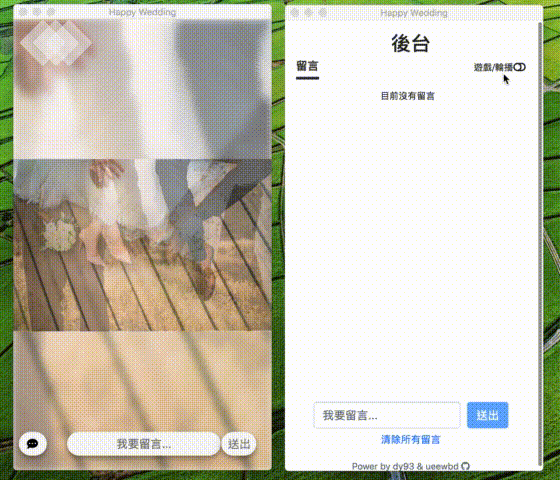 Happy Wedding
我要留言...
送出
Happy Wedding
後台
留言
遊戲/輪播
目前沒有留言
我要留言...
送出
清除所有留言
Power by dy93 & ueewbd